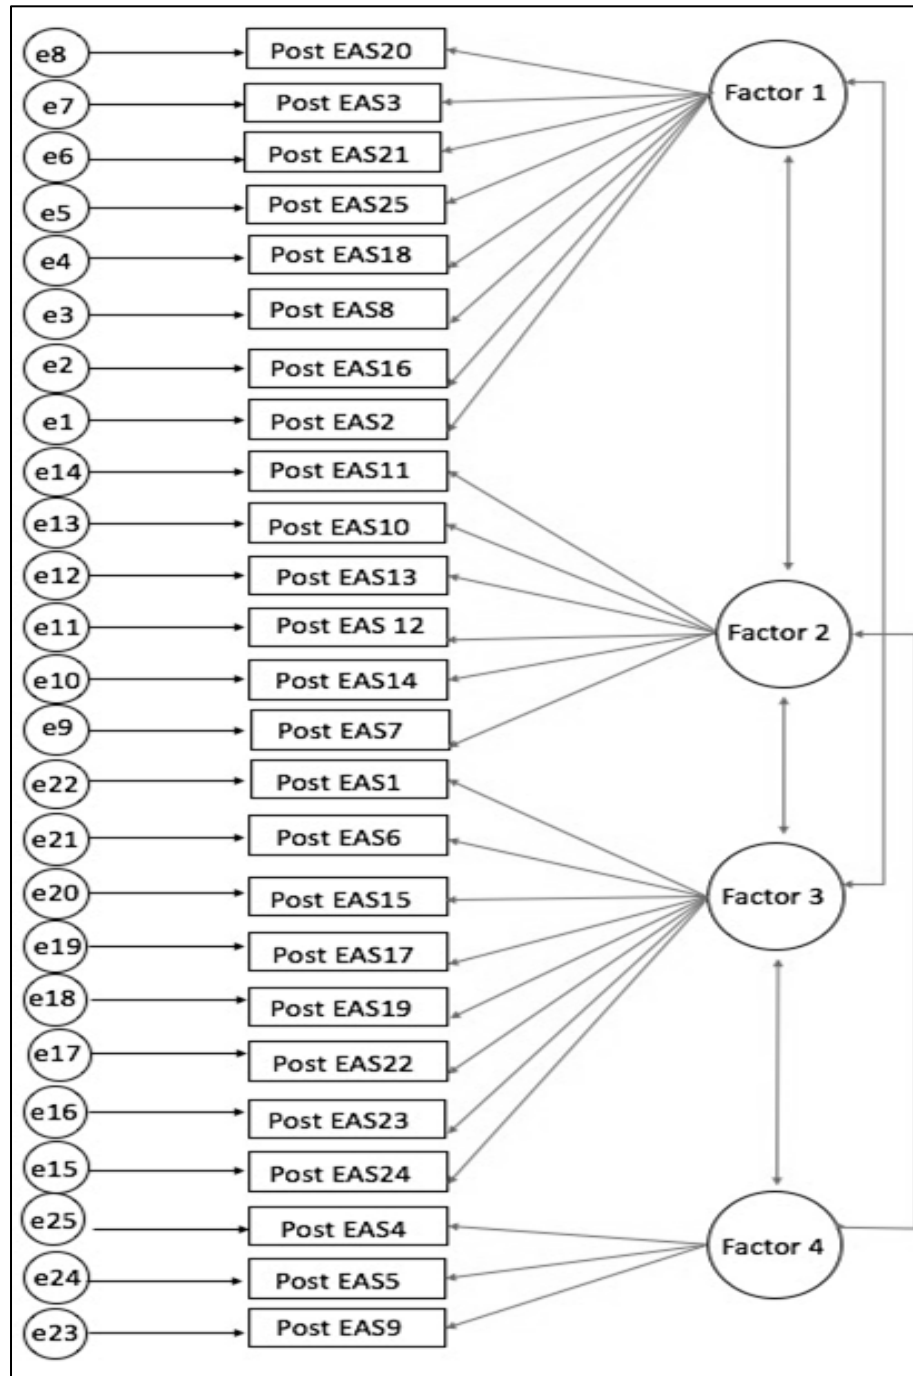 e8 Post EAS20
Factor 1
e7 Post EAS3
e6 Post EAS21
e5 Post EAS25
e4 Post EAS18
e3 Post EAS8
e2 Post EAS16
e1 Post EAS2
e14 Post EAS11
e13 Post EAS10
e12 Post EAS13
e11 Post EAS 12
Factor 2
e10 Post EAS14
e9 Post EAS7
e22 Post EAS1
e21 Post EAS6
e20 Post EAS15
Factor 3
e19 Post EAS17
e18 Post EAS19
e17 Post EAS22
e16 Post EAS23
e15 Post EAS24
e25 Post EAS4
Factor 4
e24 Post EAS5
e23 Post EAS9